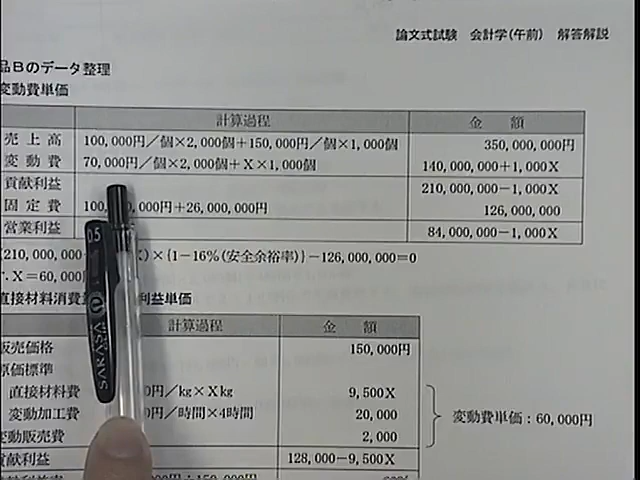 論文式試験 会計学(午前) 解答解説
品Bのデータ整理
変動費単価
計算過程 金 額
売上高 100,000円／個×2,000個＋150,000円／個×1,000個 350,000,000円
変動費 70,000円／個×2,000個＋X×1,000個 140,000,000＋1,000X
貢献利益 210,000,000－1,000X
固定費 100, ,000円＋26,000,000円 126,000,000
営業利益 84,000,000－1,000X
(210,000,000 )×{1－16%(安全余裕率)}－126,000,000＝0
X＝60,000
直接材料消費 利益単価
計算過程 金 額
販売価格 150,000円
原価標準
直接材料費 円／kg×Xkg 9,500X
変動加工費 0円／時間×4時間 20,000
変動販売費 2,000
変動費単価：60,000円
貢献利益 128,000－9,500X
0.5
SARASA